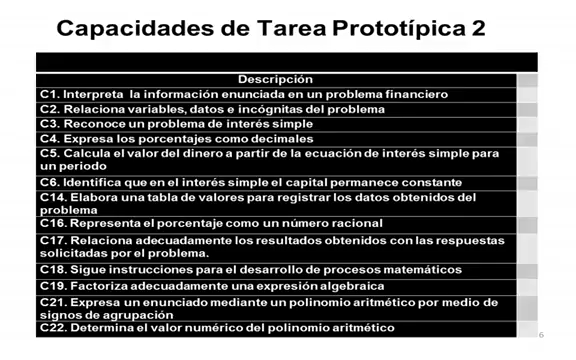 Capacidades de Tarea Prototípica 2
Descripción
C1. Interpreta la información enunciada en un problema financiero
C2. Relaciona variables, datos e incógnitas del problema
C3. Reconoce un problema de interés simple
C4. Expresa los porcentajes como decimales
C5. Calcula el valor del dinero a partir de la ecuación de interés simple para
un periodo
C6. Identifica que en el interés simple el capital permanece constante
C14. Elabora una tabla de valores para registrar los datos obtenidos del
problema
C16. Representa el porcentaje como un número racional
C17. Relaciona adecuadamente los resultados obtenidos con las respuestas
solicitadas por el problema.
C18. Sigue instrucciones para el desarrollo de procesos matemáticos
C19. Factoriza adecuadamente una expresión algebraica
C21. Expresa un enunciado mediante un polinomio aritmético por medio de
signos de agrupación
C22. Determina el valor numérico del polinomio aritmético
6